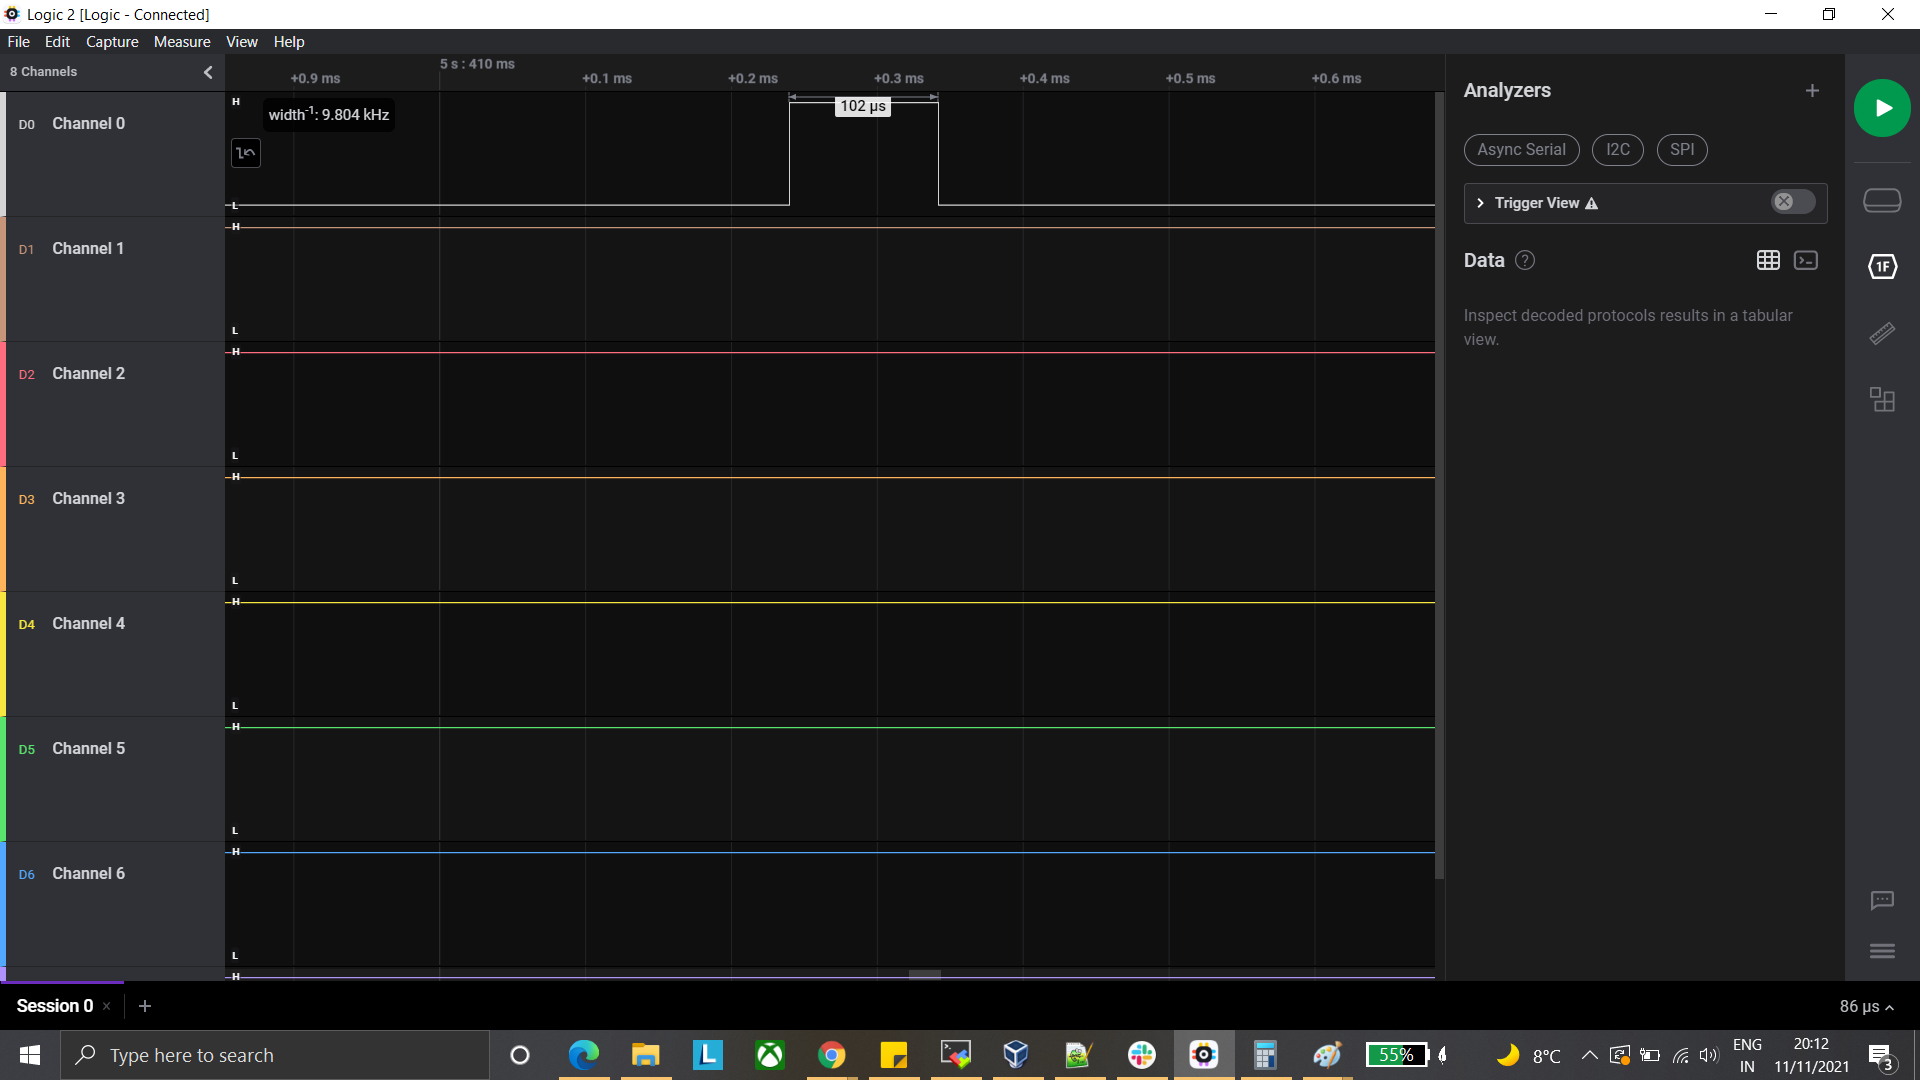 Logic 2 [Logic - Connected]
File Edit Capture Measure View Help
8 Channels
5 s : 410 ms
+0.9 ms +0.1 ms +0.2 ms +0.3 ms +0.4 ms +0.5 ms +0.6 ms
D0 Channel 0
H
width-1: 9.804 kHz
102 µs
L
D1 Channel 1
H
L
D2 Channel 2
H
L
D3 Channel 3
H
L
D4 Channel 4
H
L
D5 Channel 5
H
L
D6 Channel 6
H
L
H
Analyzers
Async Serial I2C SPI
Trigger View
Data ?
Inspect decoded protocols results in a tabular
view.
1F
Session 0
86 µs
Type here to search
L
55%
8°C
ENG
IN
20:12
11/11/2021
3